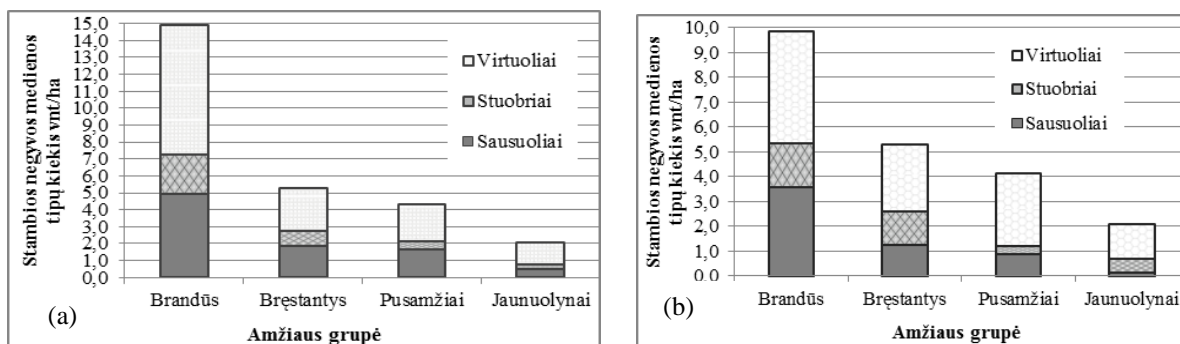 Stambios negyvos medienos
tipų kiekis vnt/ha
15,0
14,0
13,0
12,0
11,0
10,0
9,0
8,0
7,0
6,0
5,0
4,0
3,0
2,0
1,0
0,0
Virtuoliai
Stuobriai
Sausuoliai
Brandūs
Bręstantys
Pusamžiai
Jaunuolynai
(a)
Amžiaus grupė
Stambios negyvos medienos
tipų kiekis vnt/ha
10,0
9,0
8,0
7,0
6,0
5,0
4,0
3,0
2,0
1,0
0,0
Virtuoliai
Stuobriai
Sausuoliai
Brandūs
Bręstantys
Pusamžiai
Jaunuolynai
(b)
Amžiaus grupė